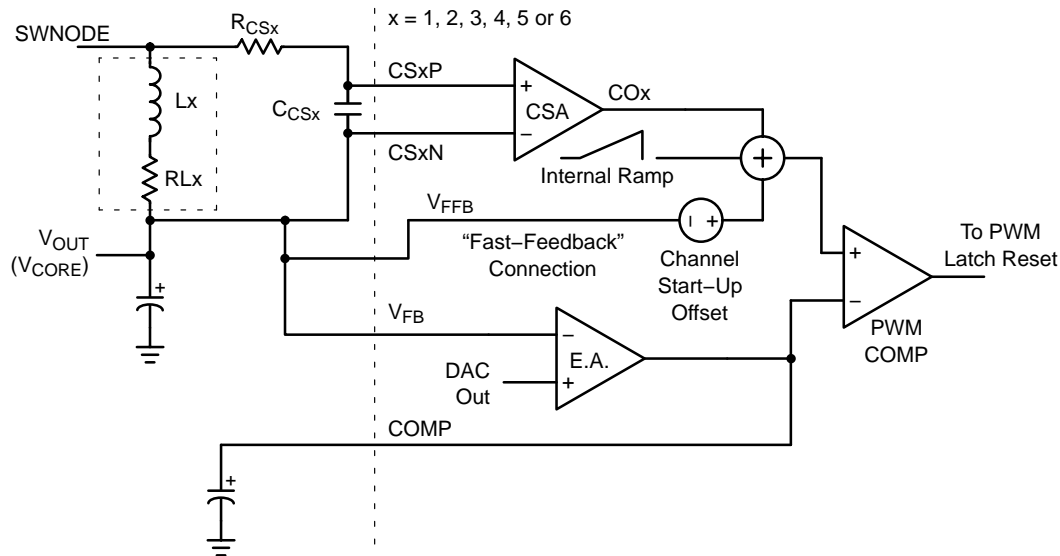 x = 1, 2, 3, 4, 5 or 6
SWNODE
RCSx
Lx
CCSx
CSxP
+
CSA
−
COx
CSxN
Internal Ramp
+
RLx
VFFB
− +
“Fast−Feedback”
Connection
Channel
Start−Up
Offset
VOUT
(VCORE)
+
+
−
PWM
COMP
To PWM
Latch Reset
VFB
−
E.A.
+
DAC
Out
COMP
+